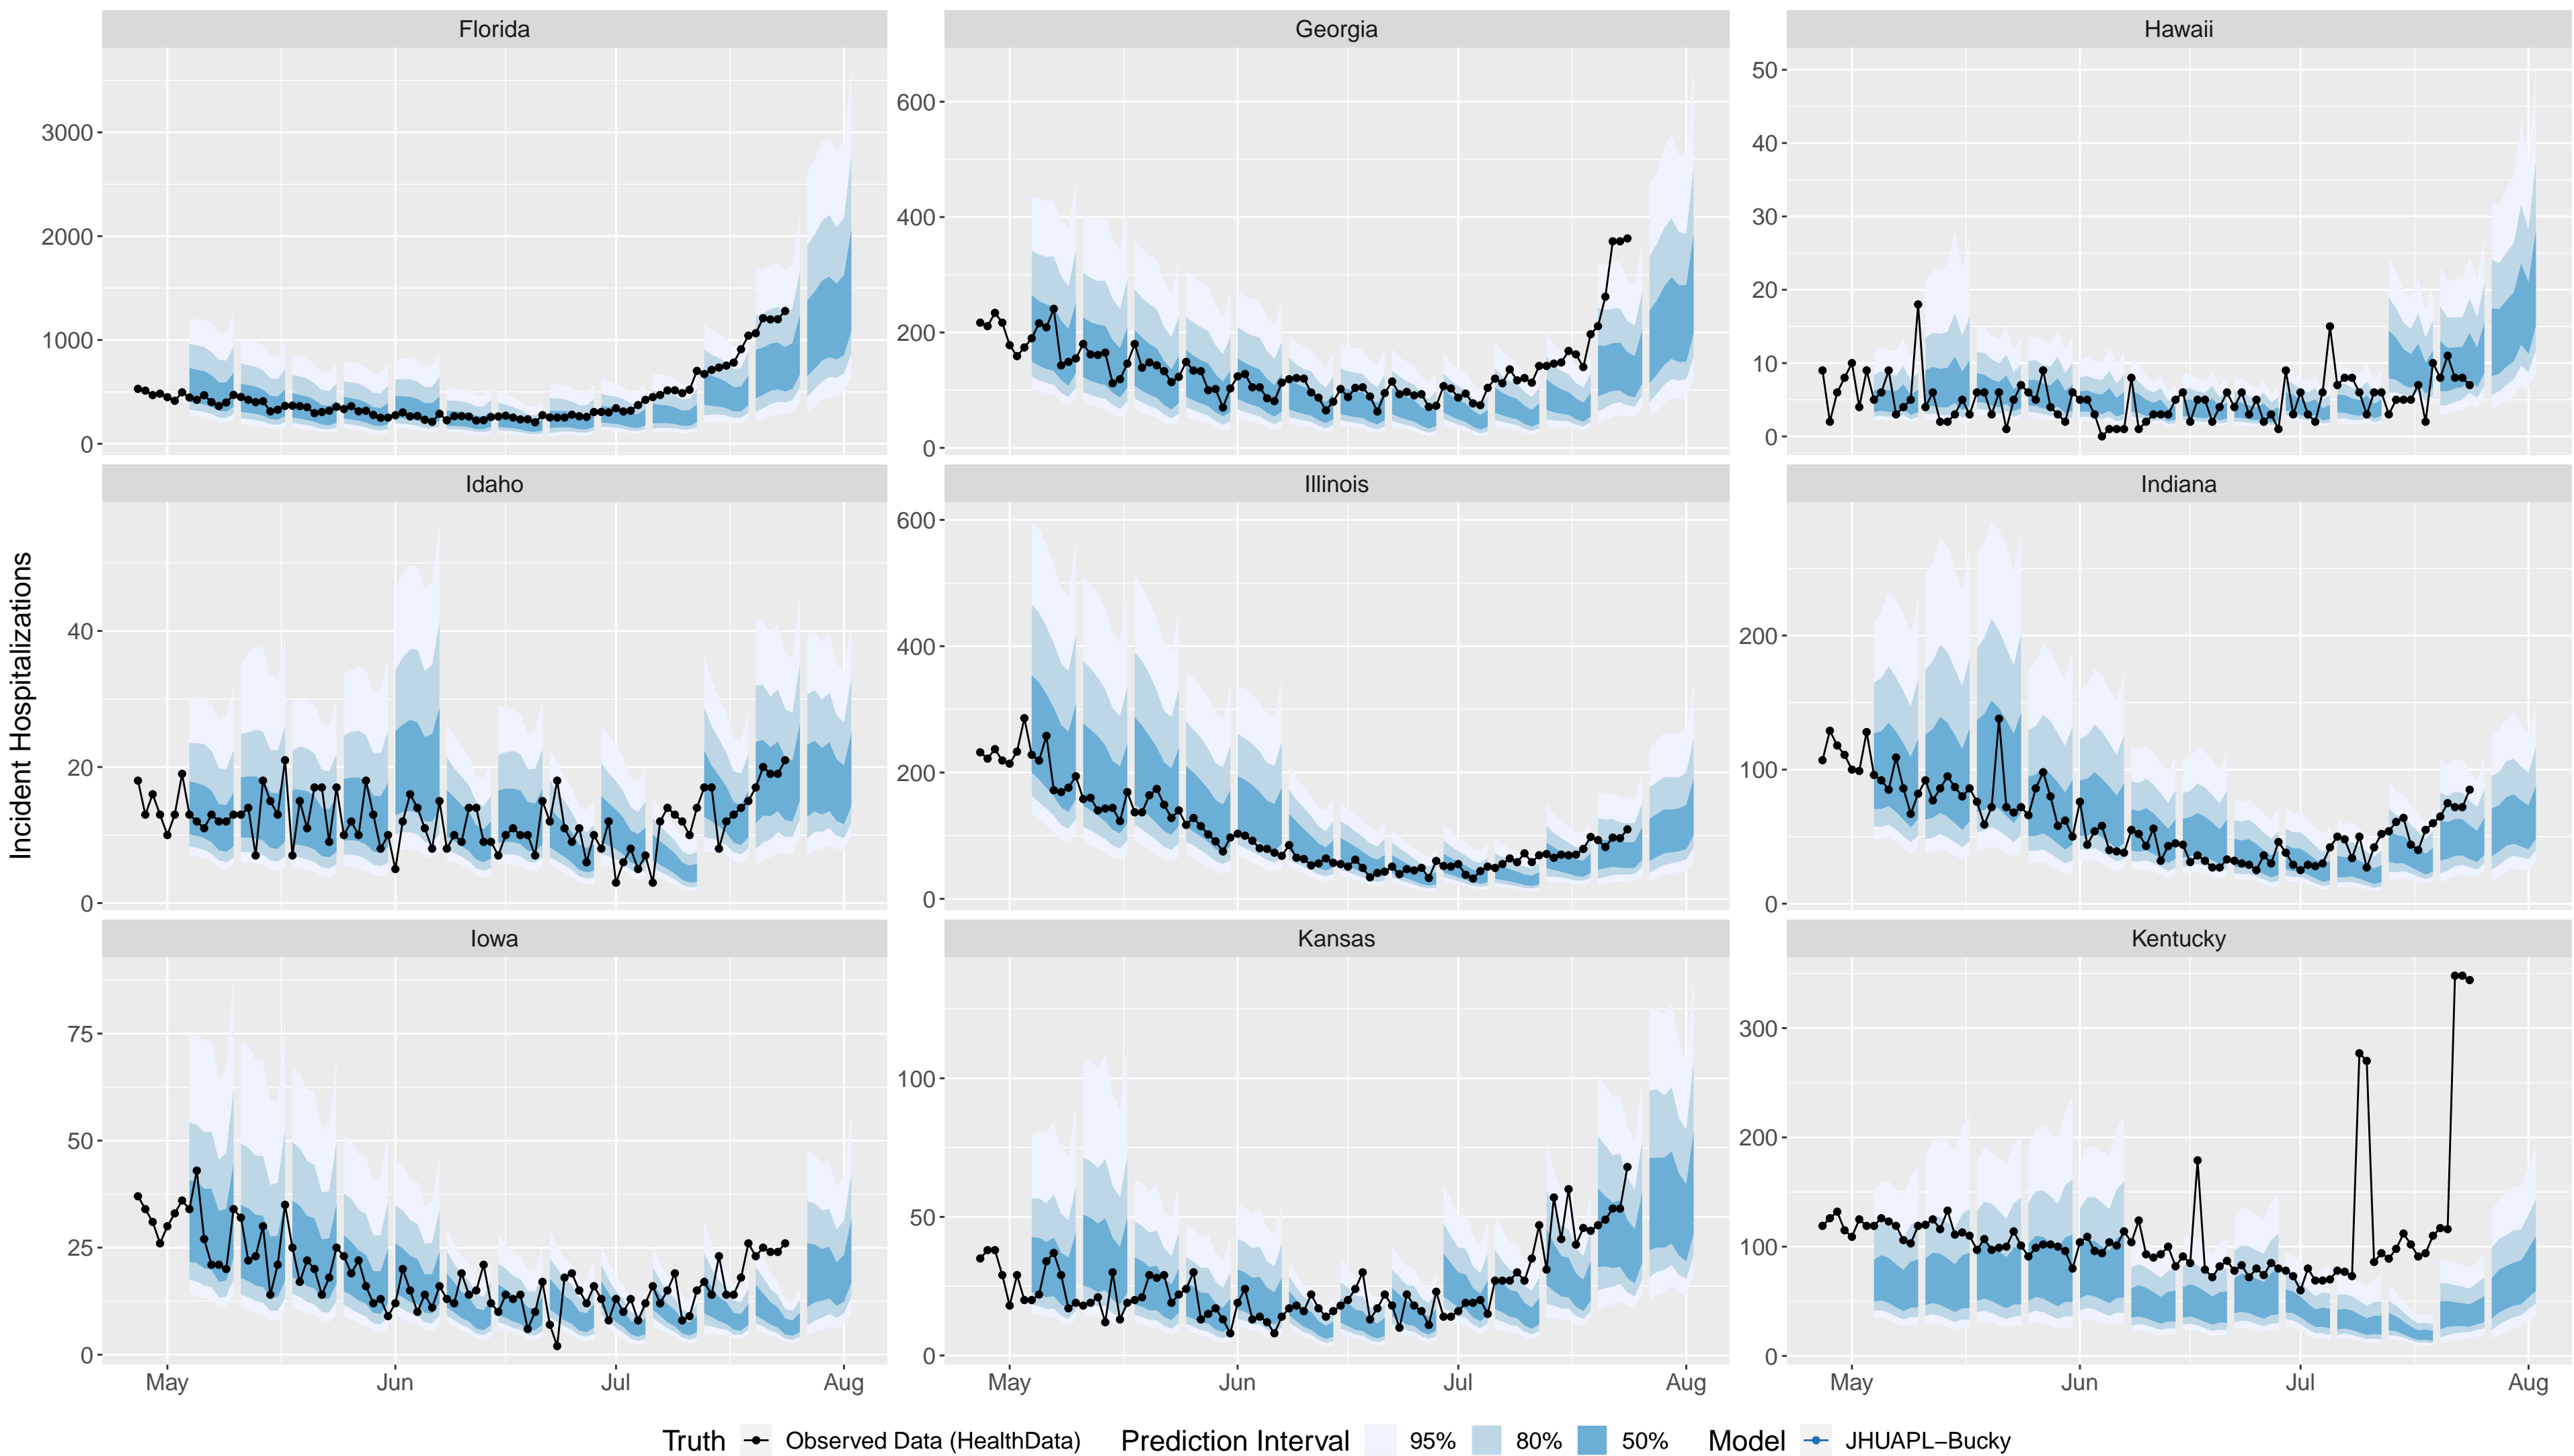 Florida
Georgia
Hawaii
3000
2000
1000
0
600
400
200
0
50
40
30
20
10
0
Idaho
Illinois
Indiana
40
20
0
600
400
200
0
200
100
0
Iowa
Kansas
Kentucky
75
50
25
0
100
50
0
300
200
100
0
May Jun Jul Aug
May Jun Jul Aug
May Jun Jul Aug
Incident Hospitalizations
Truth Observed Data (HealthData) Prediction Interval 95% 80% 50% Model JHUAPL−Bucky